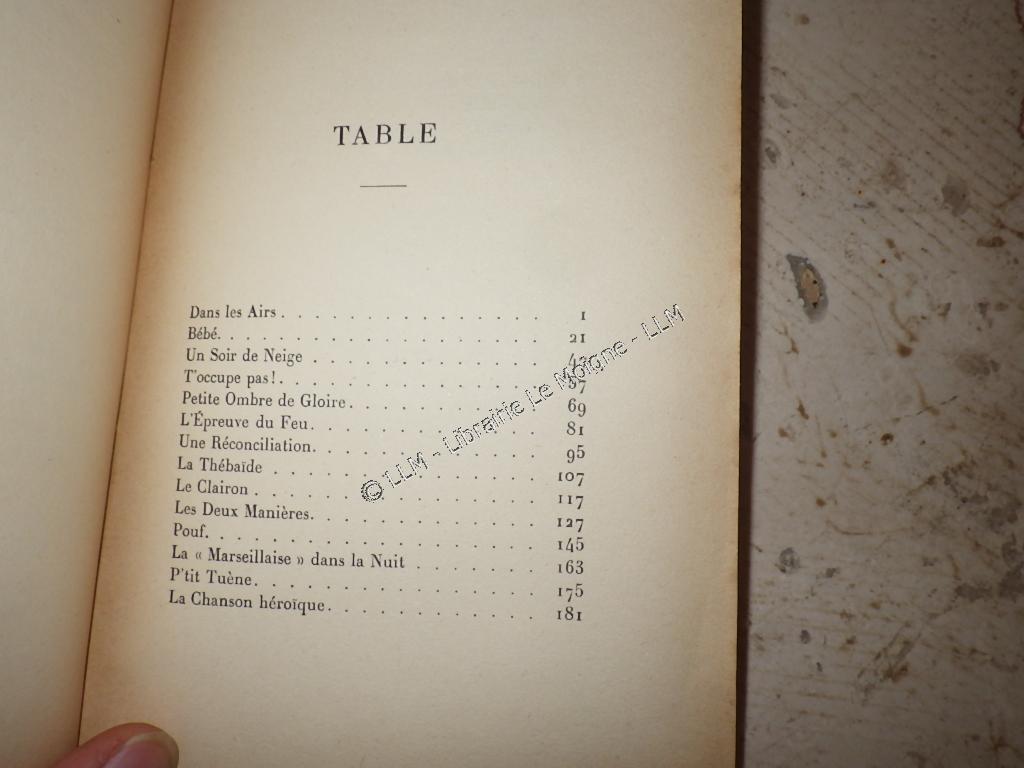 TABLE
Dans les Airs . . . . . . . . . . . . . . . 1
Bébé. . . . . . . . . . . . . . . . . . . 21
Un Soir de Neige . . . . . . . . . . . . .
T'occupe pas! . . . . . . . . . . . . . .
Petite Ombre de Gloire . . . . . . . . . . 69
L'Épreuve du Feu. . . . . . . . . . . . . 81
Une Réconciliation. . . . . . . . . . . . 95
La Thébaïde . . . . . . . . . . . . . . . 107
Le Clairon . . . . . . . . . . . . . . . 117
Les Deux Manières. . . . . . . . . . . . 127
Pouf. . . . . . . . . . . . . . . . . . . 145
La « Marseillaise » dans la Nuit . . . . . . 163
P'tit Tuène. . . . . . . . . . . . . . . 175
La Chanson héroïque. . . . . . . . . . . 181
© LLM - Librairie Le Moigne - LLM